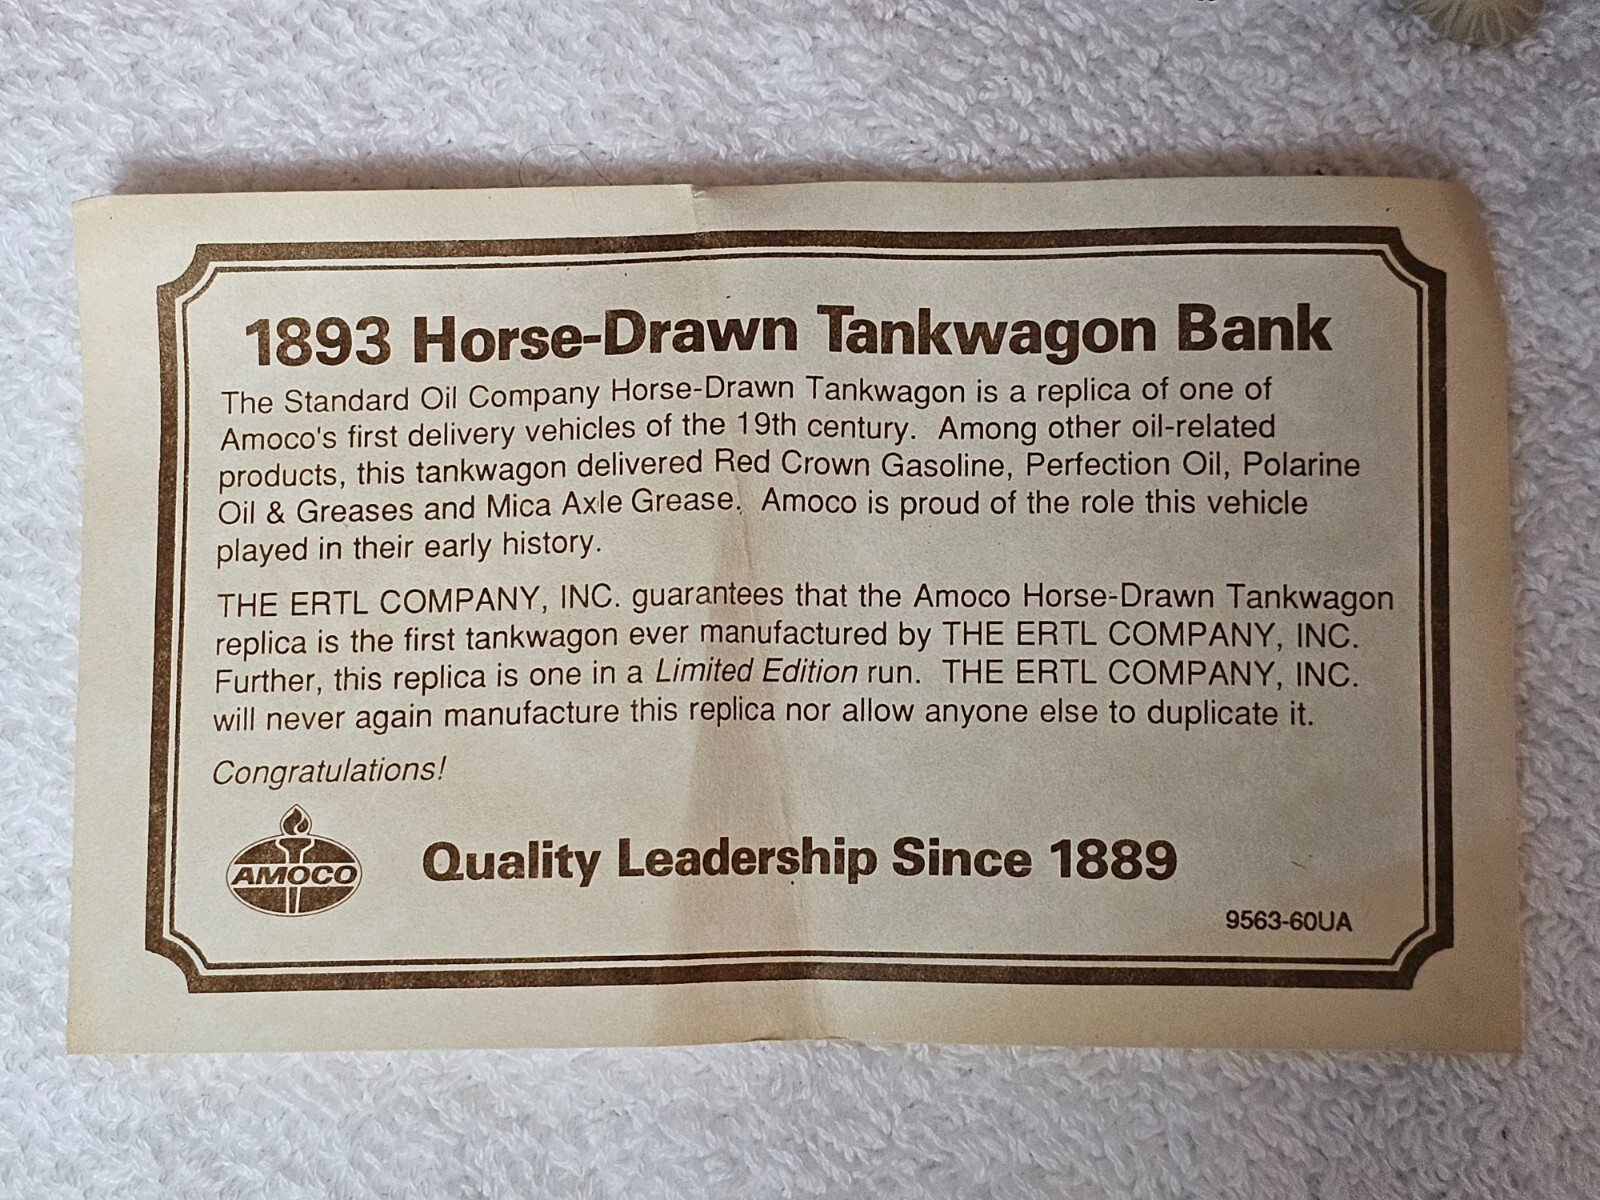 1893 Horse-Drawn Tankwagon Bank
The Standard Oil Company Horse-Drawn Tankwagon is a replica of one of
Amoco's first delivery vehicles of the 19th century. Among other oil-related
products, this tankwagon delivered Red Crown Gasoline, Perfection Oil, Polarine
Oil & Greases and Mica Axle Grease. Amoco is proud of the role this vehicle
played in their early history.
THE ERTL COMPANY, INC. guarantees that the Amoco Horse-Drawn Tankwagon
replica is the first tankwagon ever manufactured by THE ERTL COMPANY, INC.
Further, this replica is one in a Limited Edition run. THE ERTL COMPANY, INC.
will never again manufacture this replica nor allow anyone else to duplicate it.
Congratulations!
AMOCO
Quality Leadership Since 1889
9563-60UA